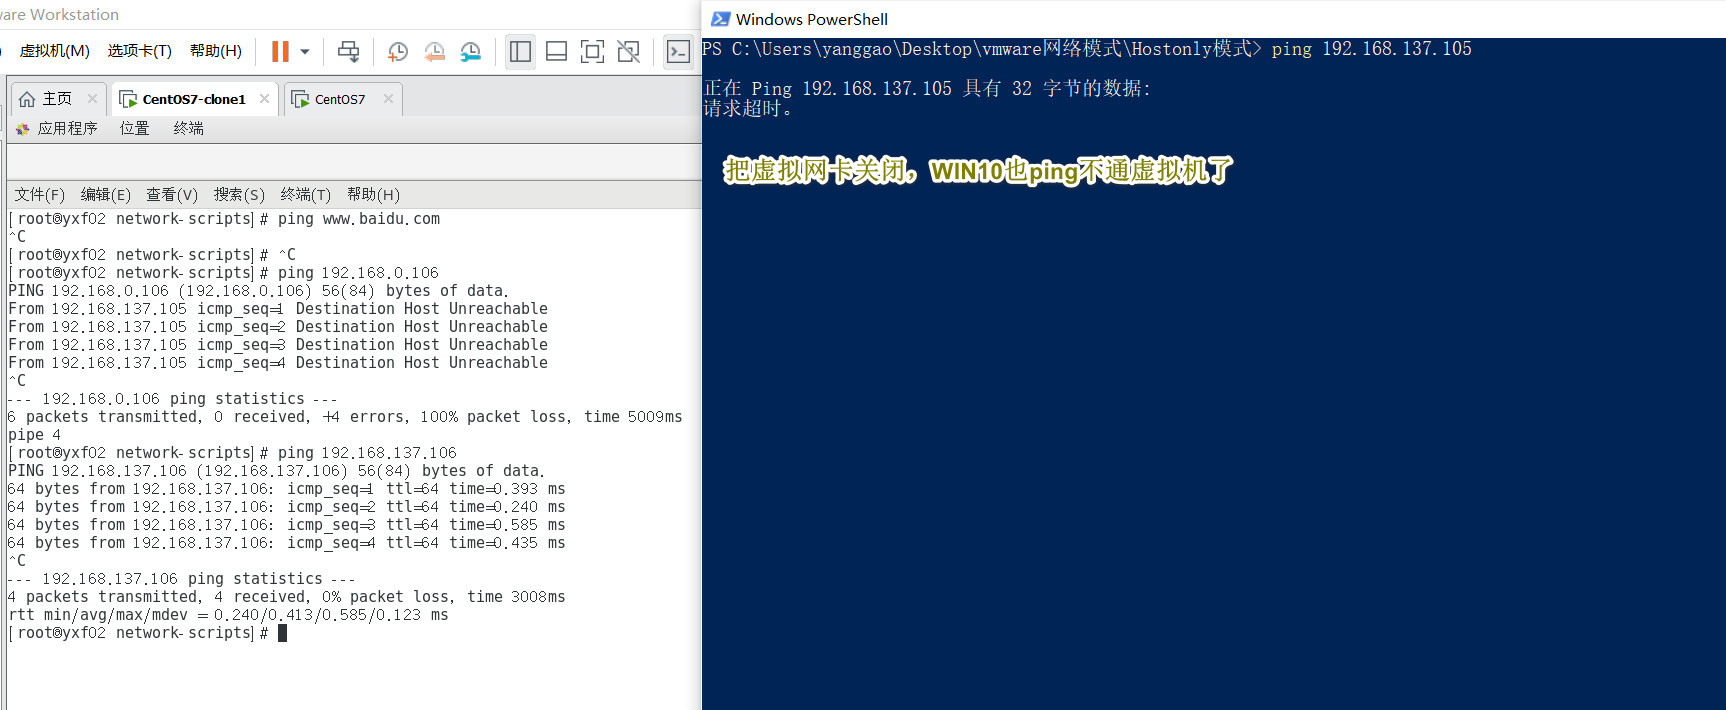 ware Workstation
虚拟机(M) 选项卡(T) 帮助(H)
主页 CentOS7-clone1 CentOS7
应用程序 位置 终端
文件(F) 编辑(E) 查看(V) 搜索(S) 终端(T) 帮助(H)
[root@yxf02 network-scripts]# ping www.baidu.com
^C
[root@yxf02 network-scripts]# ^C
[root@yxf02 network-scripts]# ping 192.168.0.106
PING 192.168.0.106 (192.168.0.106) 56(84) bytes of data.
From 192.168.137.105 icmp_seq=1 Destination Host Unreachable
From 192.168.137.105 icmp_seq=2 Destination Host Unreachable
From 192.168.137.105 icmp_seq=3 Destination Host Unreachable
From 192.168.137.105 icmp_seq=4 Destination Host Unreachable
^C
--- 192.168.0.106 ping statistics ---
6 packets transmitted, 0 received, +4 errors, 100% packet loss, time 5009ms
pipe 4
[root@yxf02 network-scripts]# ping 192.168.137.106
PING 192.168.137.106 (192.168.137.106) 56(84) bytes of data.
64 bytes from 192.168.137.106: icmp_seq=1 ttl=64 time=0.393 ms
64 bytes from 192.168.137.106: icmp_seq=2 ttl=64 time=0.240 ms
64 bytes from 192.168.137.106: icmp_seq=3 ttl=64 time=0.585 ms
64 bytes from 192.168.137.106: icmp_seq=4 ttl=64 time=0.435 ms
^C
--- 192.168.137.106 ping statistics ---
4 packets transmitted, 4 received, 0% packet loss, time 3008ms
rtt min/avg/max/mdev = 0.240/0.413/0.585/0.123 ms
[root@yxf02 network-scripts]#
Windows PowerShell
PS C:\Users\yanggao\Desktop\vmware网络模式\Hostonly模式> ping 192.168.137.105
正在 Ping 192.168.137.105 具有 32 字节的数据:
请求超时。
把虚拟网卡关闭，WIN10也ping不通虚拟机了